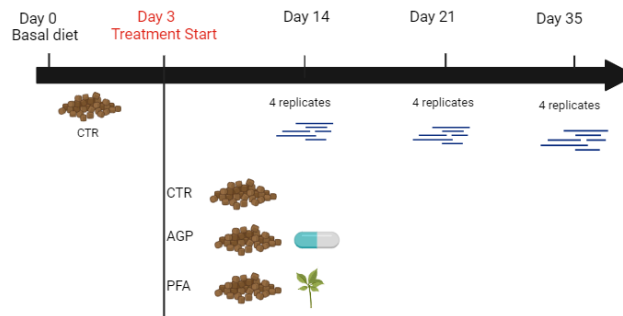 Day 0
Basal diet
Day 3
Treatment Start
Day 14
Day 21
Day 35
CTR
4 replicates
4 replicates
4 replicates
CTR
AGP
PFA